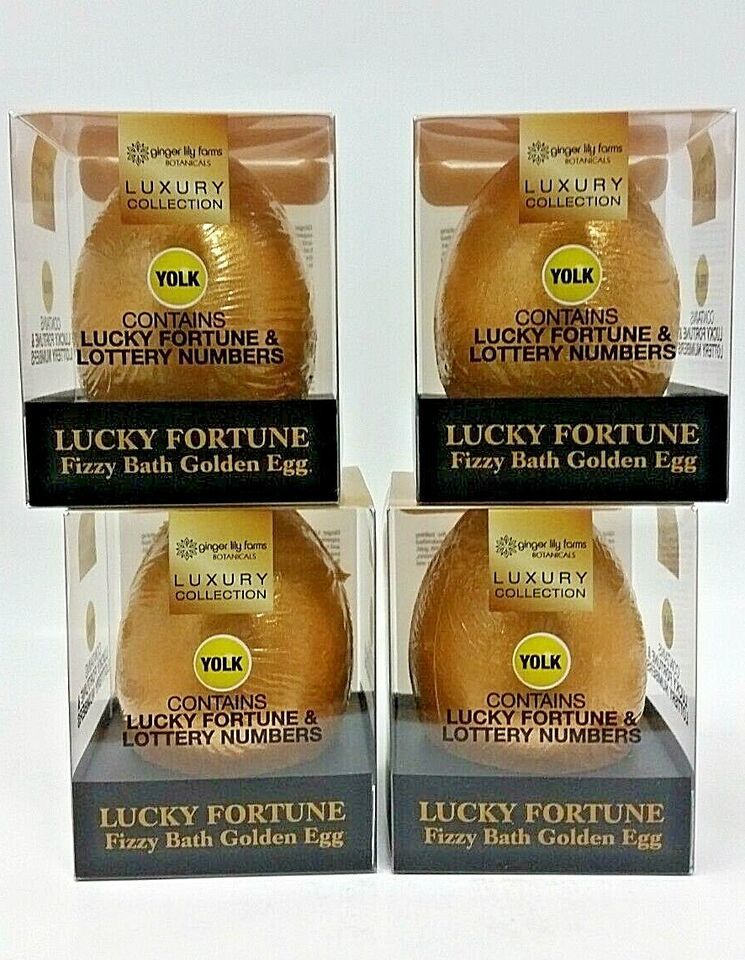 ginger lily farms
BOTANICALS
LUXURY
COLLECTION
YOLK
CONTAINS
LUCKY FORTUNE &
LOTTERY NUMBERS
LUCKY FORTUNE
Fizzy Bath Golden Egg
ginger lily farms
BOTANICALS
LUXURY
COLLECTION
YOLK
CONTAINS
LUCKY FORTUNE &
LOTTERY NUMBERS
LUCKY FORTUNE
Fizzy Bath Golden Egg
ginger lily farms
BOTANICALS
LUXURY
COLLECTION
YOLK
CONTAINS
LUCKY FORTUNE &
LOTTERY NUMBERS
LUCKY FORTUNE
Fizzy Bath Golden Egg
ginger lily farms
BOTANICALS
LUXURY
COLLECTION
YOLK
CONTAINS
LUCKY FORTUNE &
LOTTERY NUMBERS
LUCKY FORTUNE
Fizzy Bath Golden Egg